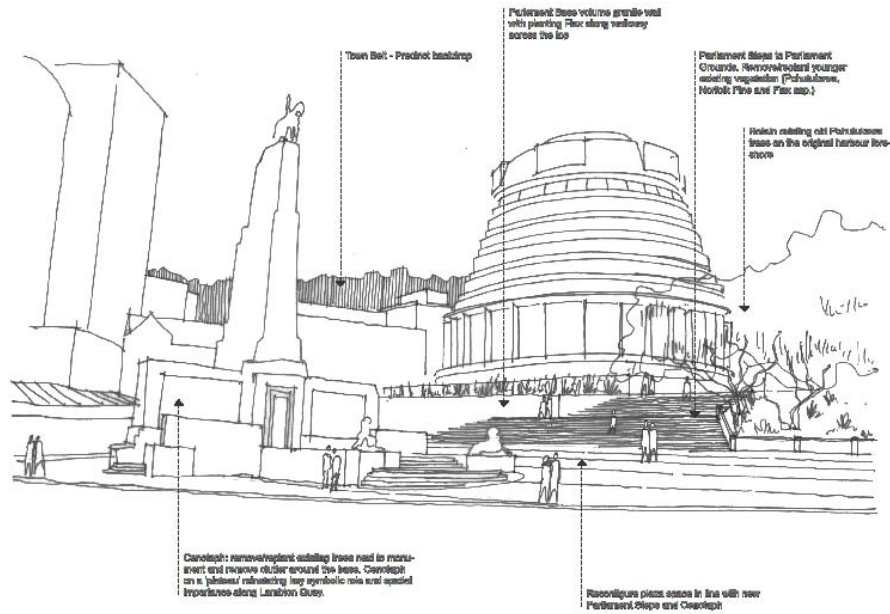 Parlement Base volume granite wall
with planting Flax along walkway
across the top
Town Belt - Precinct backdrop
Parliament Steps to Parliament
Grounds. Remove/replant younger
existing vegetation (Pohutukawa,
Norfolk Pine and Flax ssp.)
Retain existing old Pohutukawa
trees on the original harbour fore-
shore
Cenotaph: remove/replant existing trees next to monu-
ment and remove clutter around the base. Cenotaph
on a 'plateau' reinstating key symbolic role and spatial
importance along Lambton Quay.
Reconfigure plaza space in line with new
Parliament Steps and Cenotaph